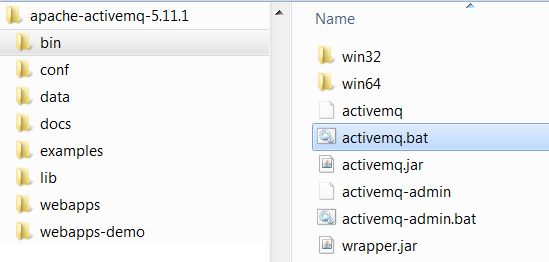 apache-activemq-5.11.1
bin
conf
data
docs
examples
lib
webapps
webapps-demo
Name
win32
win64
activemq
activemq.bat
activemq.jar
activemq-admin
activemq-admin.bat
wrapper.jar